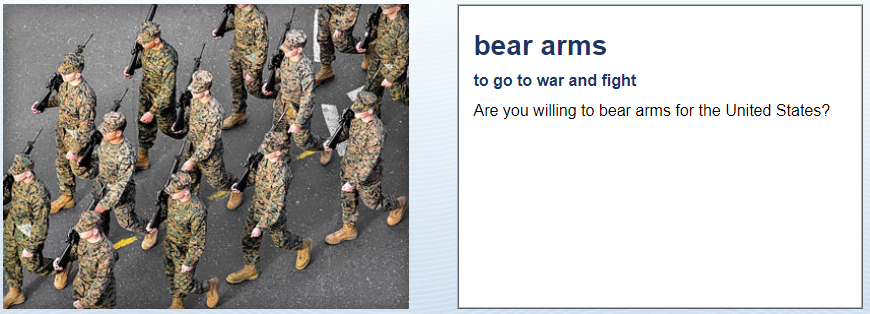 bear arms
to go to war and fight
Are you willing to bear arms for the United States?